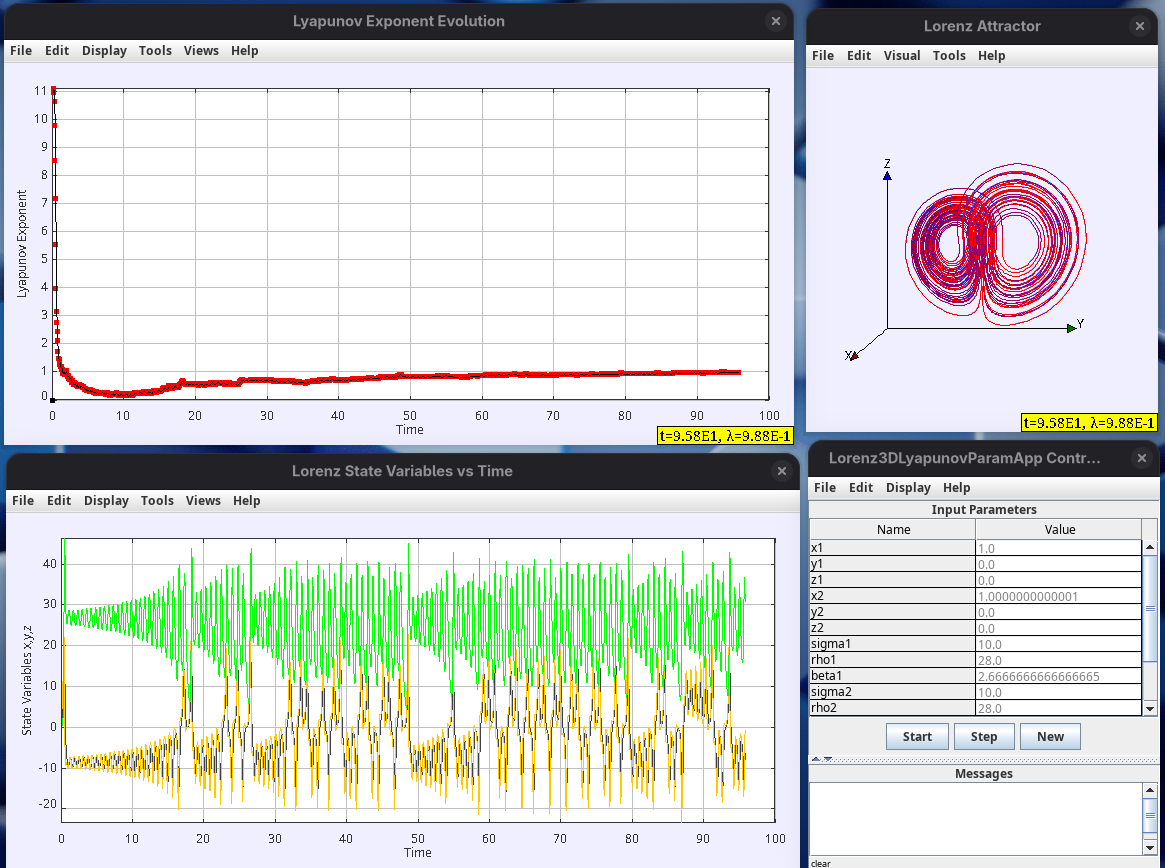 Lyapunov Exponent Evolution
File Edit Display Tools Views Help
Lyapunov Exponent
11
10
9
8
7
6
5
4
3
2
1
0
0 10 20 30 40 50 60 70 80 90 100
Time
t=9.58E1, λ=9.88E-1
Lorenz Attractor
File Edit Visual Tools Help
Z
Y
X
t=9.58E1, λ=9.88E-1
Lorenz State Variables vs Time
File Edit Display Tools Views Help
State Variables x,y,z
40
30
20
10
0
-10
-20
0 10 20 30 40 50 60 70 80 90 100
Time
Lorenz3DLyapunovParamApp Contr...
File Edit Display Help
Input Parameters
Name Value
x1 1.0
y1 0.0
z1 0.0
x2 1.0000000000001
y2 0.0
z2 0.0
sigma1 10.0
rho1 28.0
beta1 2.6666666666666665
sigma2 10.0
rho2 28.0
Start Step New
Messages
clear